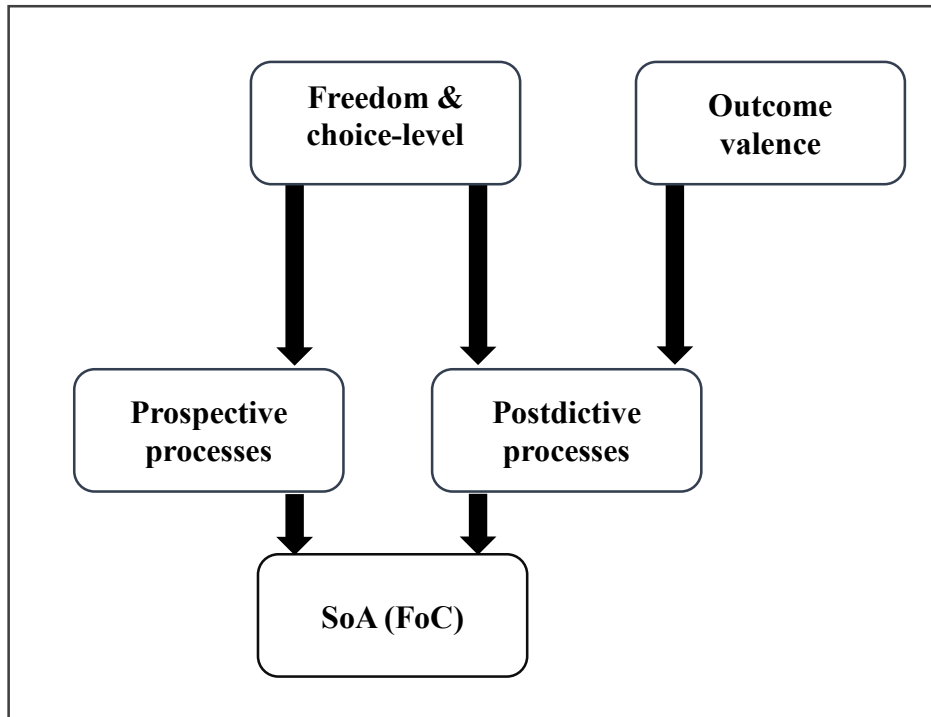 Freedom &
choice-level
Outcome
valence
Prospective
processes
Postdictive
processes
SoA (FoC)